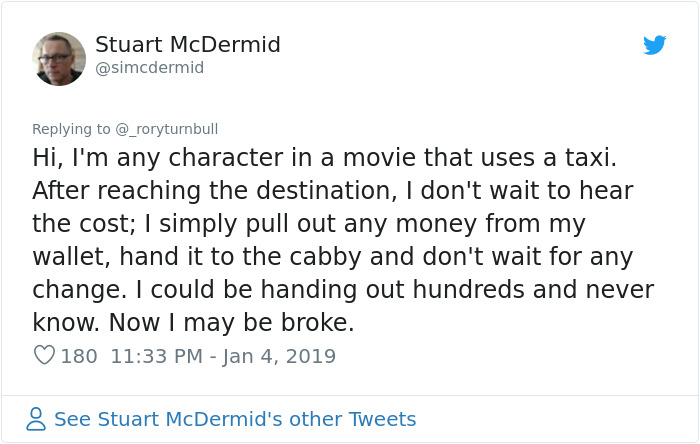 Stuart McDermid
@simcdermid
Replying to @_roryturnbull
Hi, I'm any character in a movie that uses a taxi.
After reaching the destination, I don't wait to hear
the cost; I simply pull out any money from my
wallet, hand it to the cabby and don't wait for any
change. I could be handing out hundreds and never
know. Now I may be broke.
180 11:33 PM - Jan 4, 2019
See Stuart McDermid's other Tweets